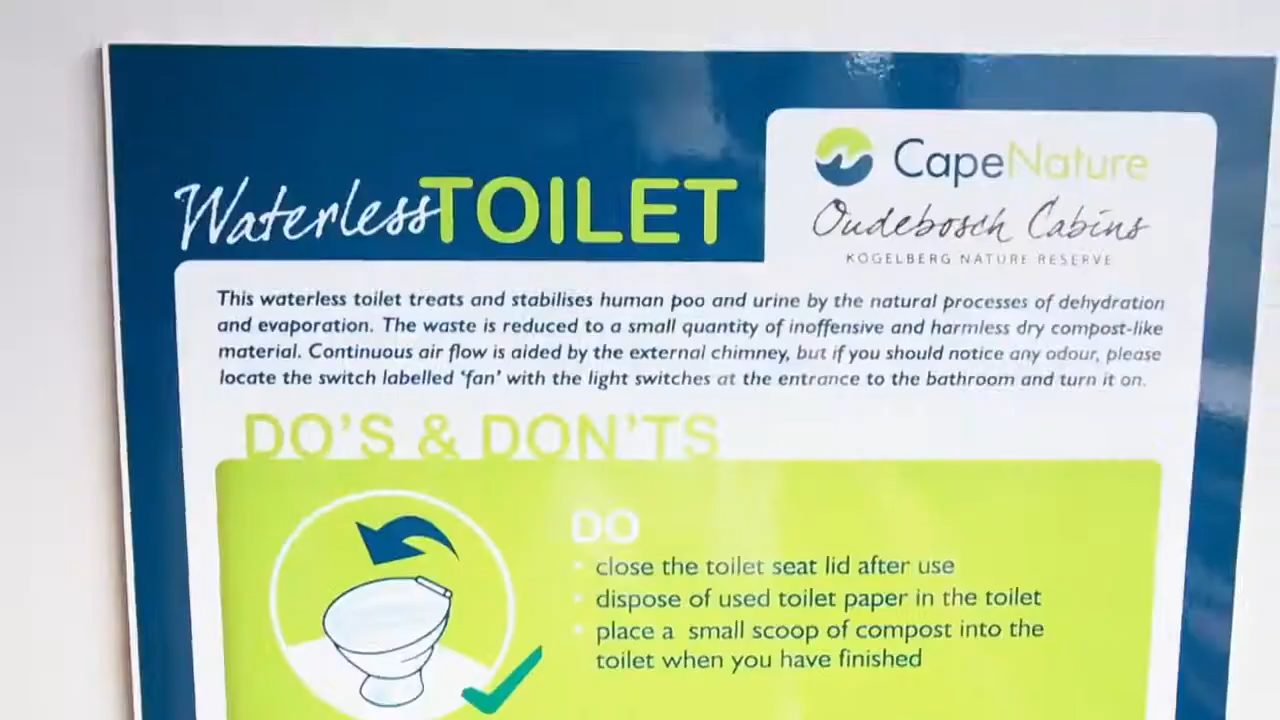 CapeNature
Waterless TOILET
Oudebosch Cabins
KOGELBERG NATURE RESERVE
This waterless toilet treats and stabilises human poo and urine by the natural processes of dehydration
and evaporation. The waste is reduced to a small quantity of inoffensive and harmless dry compost-like
material. Continuous air flow is aided by the external chimney, but if you should notice any odour, please
locate the switch labelled ‘fan’ with the light switches at the entrance to the bathroom and turn it on.
DO’S & DON’TS
DO
• close the toilet seat lid after use
• dispose of used toilet paper in the toilet
• place a small scoop of compost into the
toilet when you have finished